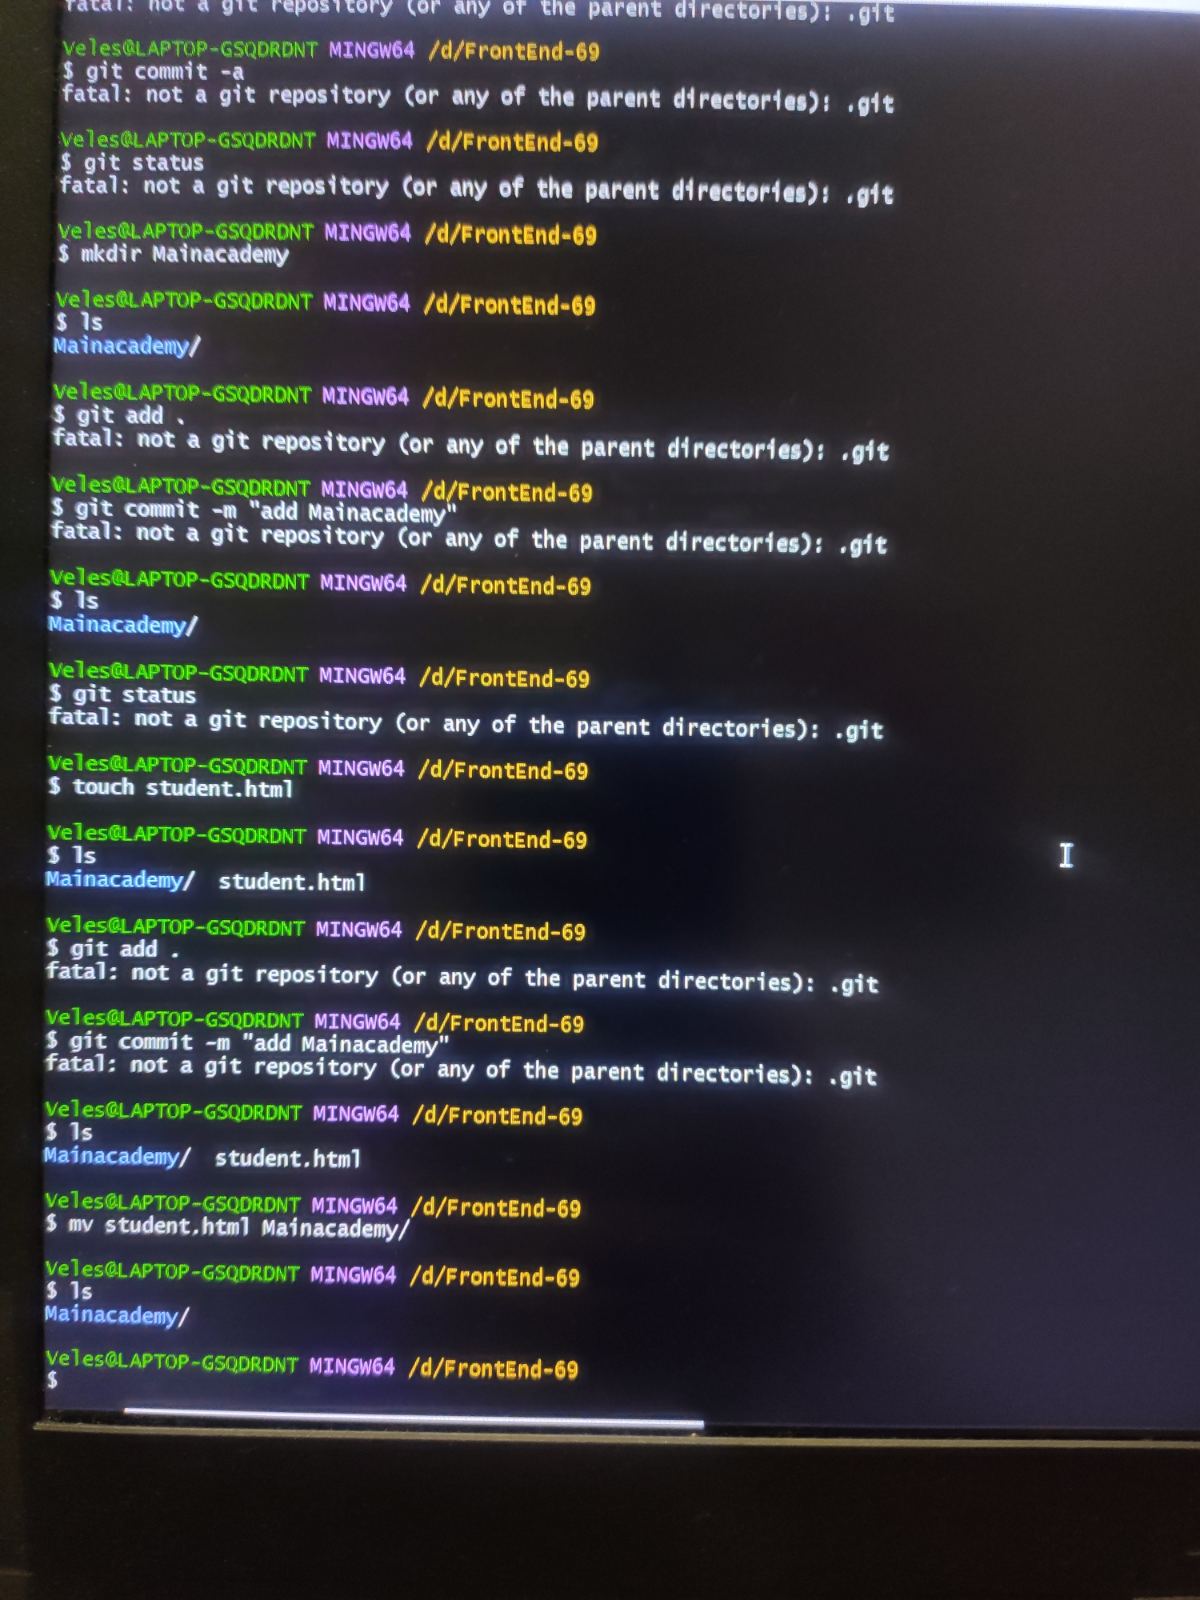 fatal: not a git repository (or any of the parent directories): .git
Veles@LAPTOP-GSQDRDNT MINGW64 /d/FrontEnd-69
$ git commit -a
fatal: not a git repository (or any of the parent directories): .git
Veles@LAPTOP-GSQDRDNT MINGW64 /d/FrontEnd-69
$ git status
fatal: not a git repository (or any of the parent directories): .git
Veles@LAPTOP-GSQDRDNT MINGW64 /d/FrontEnd-69
$ mkdir Mainacademy
Veles@LAPTOP-GSQDRDNT MINGW64 /d/FrontEnd-69
$ ls
Mainacademy/
Veles@LAPTOP-GSQDRDNT MINGW64 /d/FrontEnd-69
$ git add .
fatal: not a git repository (or any of the parent directories): .git
Veles@LAPTOP-GSQDRDNT MINGW64 /d/FrontEnd-69
$ git commit -m "add Mainacademy"
fatal: not a git repository (or any of the parent directories): .git
Veles@LAPTOP-GSQDRDNT MINGW64 /d/FrontEnd-69
$ ls
Mainacademy/
Veles@LAPTOP-GSQDRDNT MINGW64 /d/FrontEnd-69
$ git status
fatal: not a git repository (or any of the parent directories): .git
Veles@LAPTOP-GSQDRDNT MINGW64 /d/FrontEnd-69
$ touch student.html
Veles@LAPTOP-GSQDRDNT MINGW64 /d/FrontEnd-69
$ ls
Mainacademy/ student.html
Veles@LAPTOP-GSQDRDNT MINGW64 /d/FrontEnd-69
$ git add .
fatal: not a git repository (or any of the parent directories): .git
Veles@LAPTOP-GSQDRDNT MINGW64 /d/FrontEnd-69
$ git commit -m "add Mainacademy"
fatal: not a git repository (or any of the parent directories): .git
Veles@LAPTOP-GSQDRDNT MINGW64 /d/FrontEnd-69
$ ls
Mainacademy/ student.html
Veles@LAPTOP-GSQDRDNT MINGW64 /d/FrontEnd-69
$ mv student.html Mainacademy/
Veles@LAPTOP-GSQDRDNT MINGW64 /d/FrontEnd-69
$ ls
Mainacademy/
Veles@LAPTOP-GSQDRDNT MINGW64 /d/FrontEnd-69
$